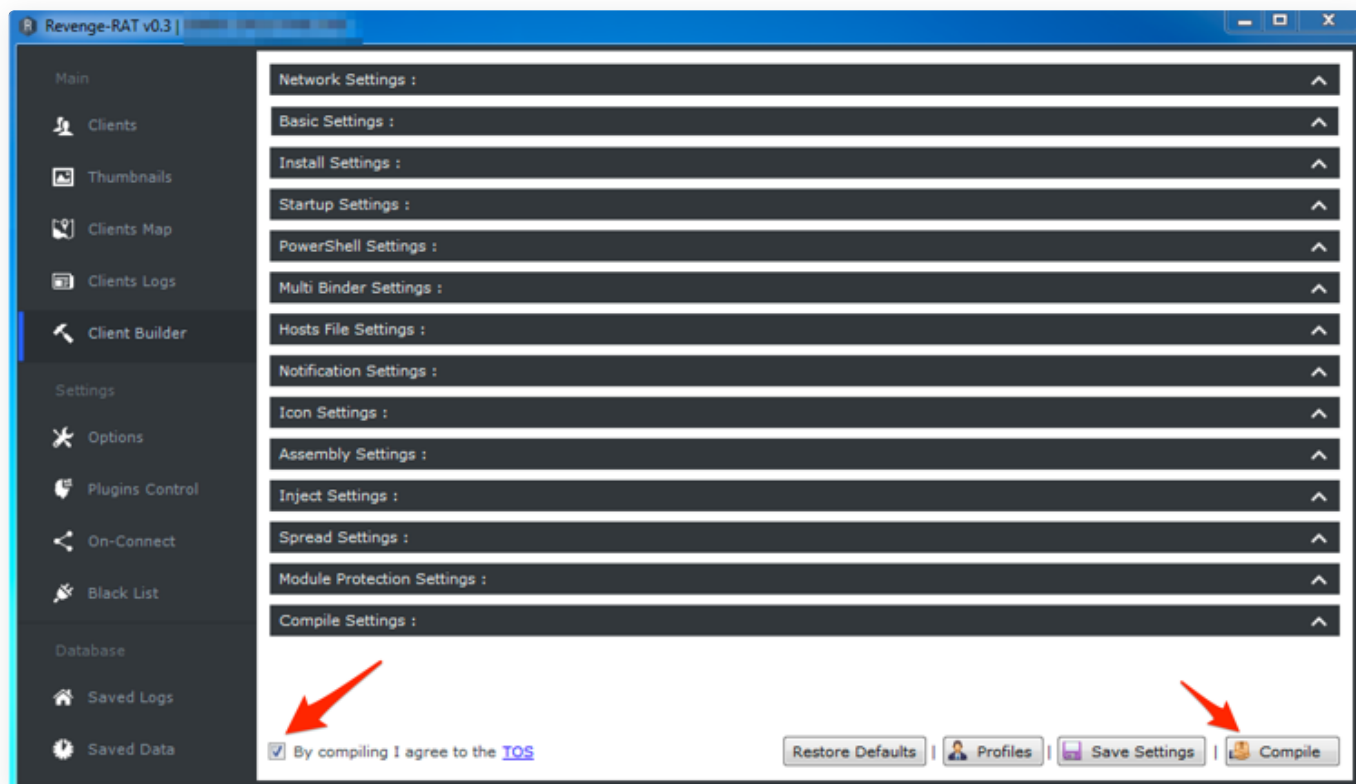 Revenge-RAT v0.3 |
Main
Clients
Thumbnails
Clients Map
Clients Logs
Client Builder
Settings
Options
Plugins Control
On-Connect
Black List
Database
Saved Logs
Saved Data
Network Settings :
Basic Settings :
Install Settings :
Startup Settings :
PowerShell Settings :
Multi Binder Settings :
Hosts File Settings :
Notification Settings :
Icon Settings :
Assembly Settings :
Inject Settings :
Spread Settings :
Module Protection Settings :
Compile Settings :
By compiling I agree to the TOS
Restore Defaults | Profiles | Save Settings | Compile